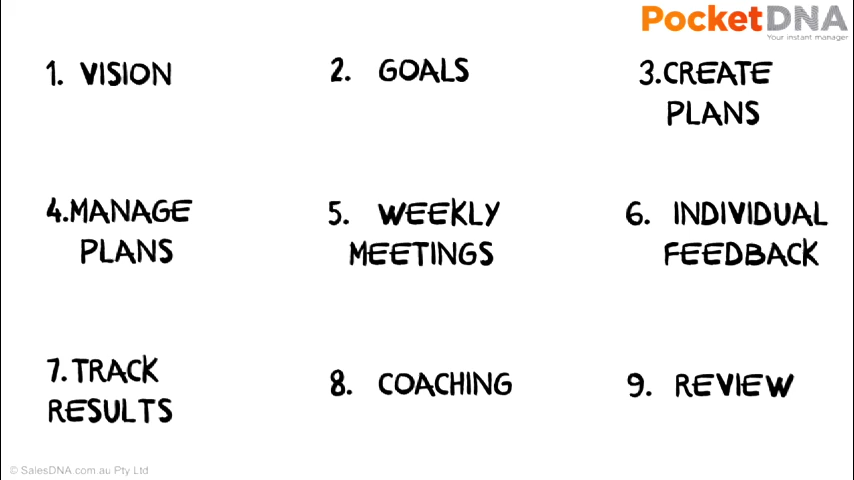 PocketDNA
Your instant manager
1. VISION
2. GOALS
3.CREATE
PLANS
4.MANAGE
PLANS
5. WEEKLY
MEETINGS
6. INDIVIDUAL
FEEDBACK
7. TRACK
RESULTS
8. COACHING
9. REVIEW
© SalesDNA.com.au Pty Ltd